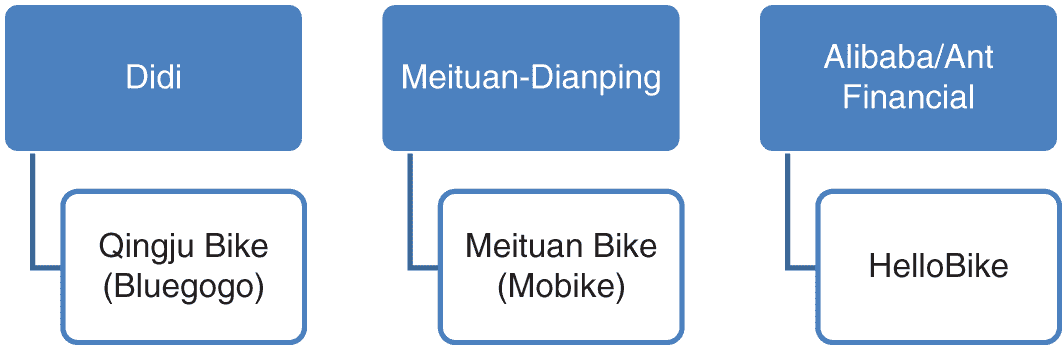 Didi
Meituan-Dianping
Alibaba/Ant
Financial
Qingju Bike
(Bluegogo)
Meituan Bike
(Mobike)
HelloBike